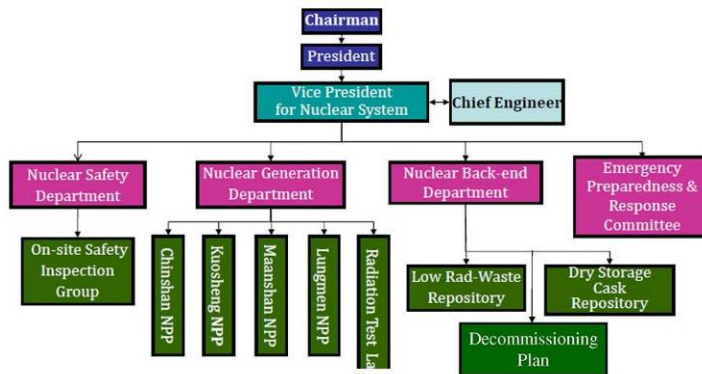 Chairman
President
Vice President
for Nuclear System
Chief Engineer
Nuclear Safety
Department
Nuclear Generation
Department
Nuclear Back-end
Department
Emergency
Preparedness &
Response
Committee
On-site Safety
Inspection
Group
Chinshan NPP
Kuosheng NPP
Maanshan NPP
Lungmen NPP
Radiation Test La
Low Rad-Waste
Repository
Dry Storage
Cask
Repository
Decommissioning
Plan